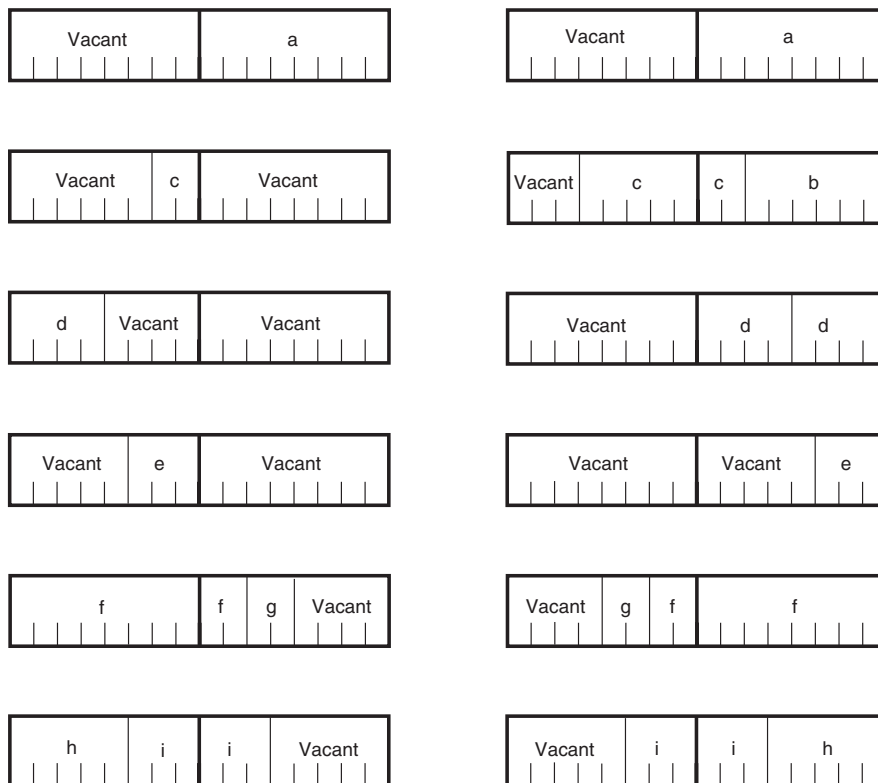 Vacant a Vacant a
Vacant c Vacant Vacant c c b
d Vacant Vacant Vacant d d
Vacant e Vacant Vacant Vacant e
f f g Vacant Vacant g f f
h i i Vacant Vacant i i h